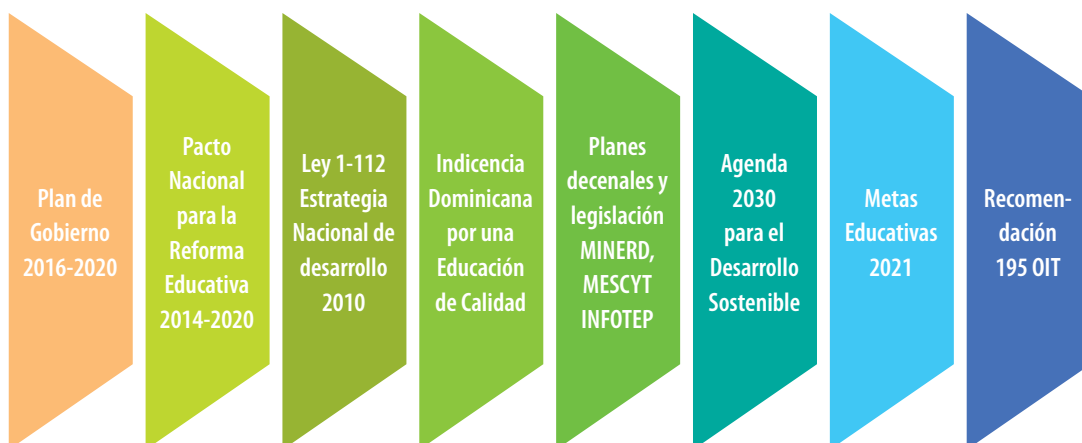 Plan de
Gobierno
2016-2020
Pacto
Nacional
para la
Reforma
Educativa
2014-2020
Ley 1-112
Estrategia
Nacional de
desarrollo
2010
Indicencia
Dominicana
por una
Educación
de Calidad
Planes
decenales y
legislación
MINERD,
MESCYT
INFOTEP
Agenda
2030
para el
Desarrollo
Sostenible
Metas
Educativas
2021
Recomen-
dación
195 OIT